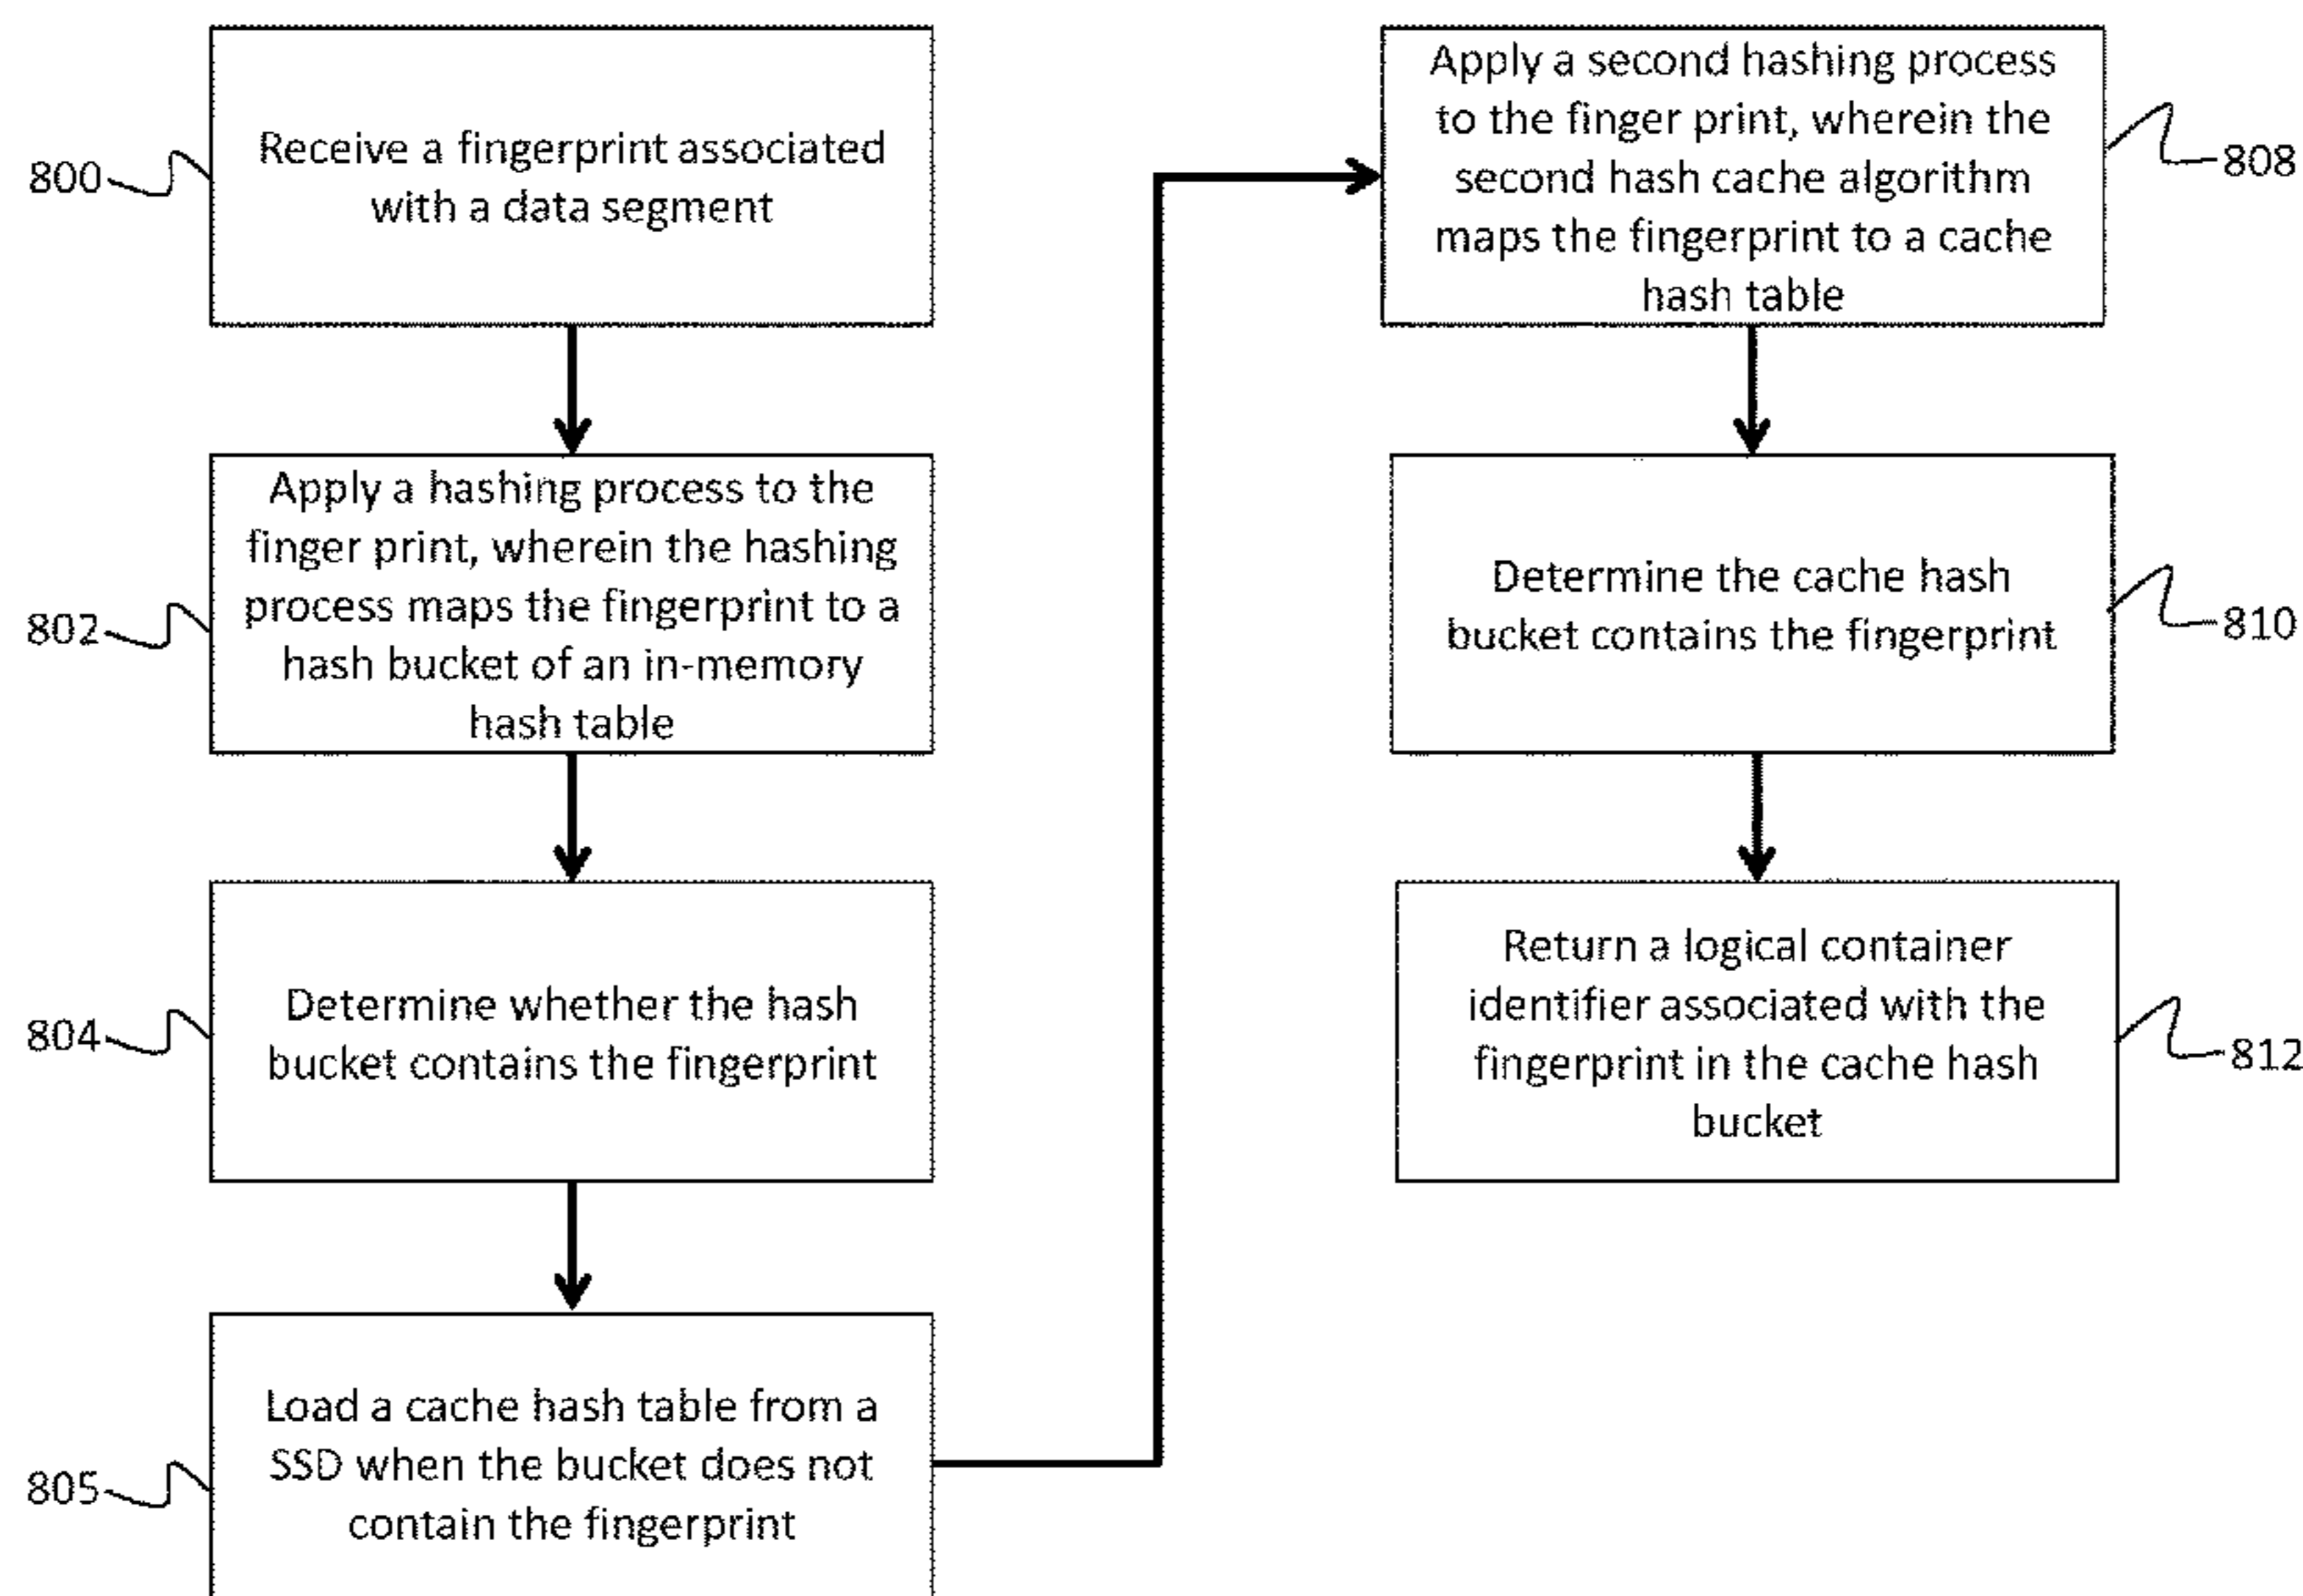 800
Receive a fingerprint associated
with a data segment
802
Apply a hashing process to the
finger print, wherein the hashing
process maps the fingerprint to a
hash bucket of an in-memory
hash table
804
Determine whether the hash
bucket contains the fingerprint
805
Load a cache hash table from a
SSD when the bucket does not
contain the fingerprint
Apply a second hashing process
to the finger print, wherein the
second hash cache algorithm
maps the fingerprint to a cache
hash table
808
Determine the cache hash
bucket contains the fingerprint
810
Return a logical container
identifier associated with the
fingerprint in the cache hash
bucket
812